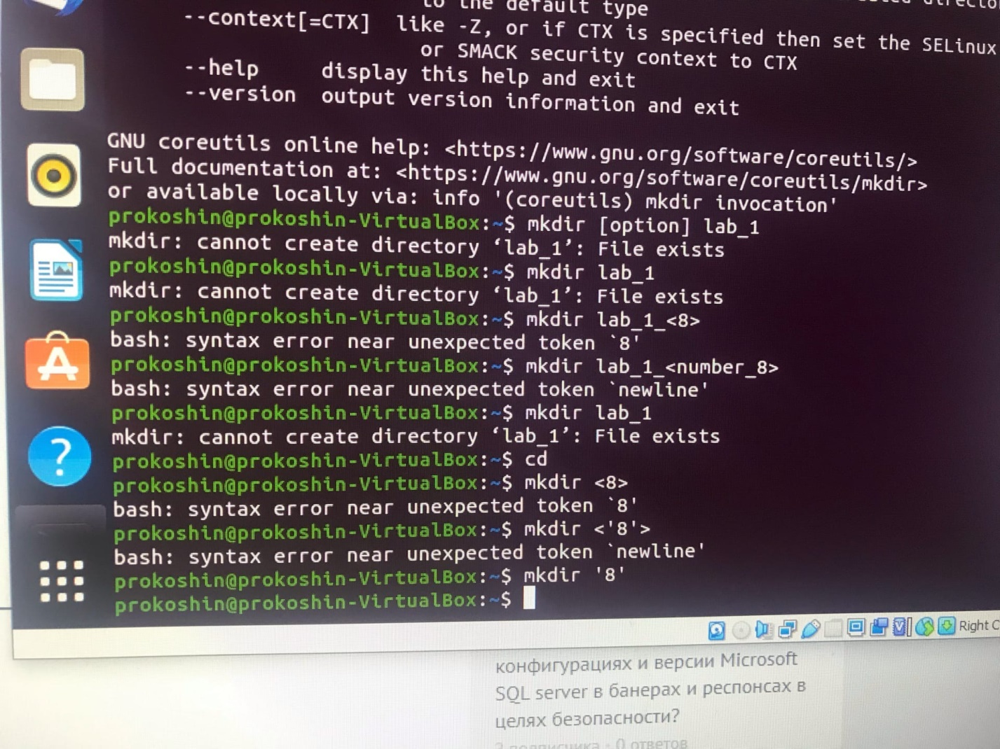 to the default type
--context[=CTX]  like -Z, or if CTX is specified then set the SELinux
or SMACK security context to CTX
--help     display this help and exit
--version  output version information and exit
GNU coreutils online help: <https://www.gnu.org/software/coreutils/>
Full documentation at: <https://www.gnu.org/software/coreutils/mkdir>
or available locally via: info '(coreutils) mkdir invocation'
prokoshin@prokoshin-VirtualBox:~$ mkdir [option] lab_1
mkdir: cannot create directory ‘lab_1’: File exists
prokoshin@prokoshin-VirtualBox:~$ mkdir lab_1
mkdir: cannot create directory ‘lab_1’: File exists
prokoshin@prokoshin-VirtualBox:~$ mkdir lab_1_<8>
bash: syntax error near unexpected token `8'
prokoshin@prokoshin-VirtualBox:~$ mkdir lab_1_<number_8>
bash: syntax error near unexpected token `newline'
prokoshin@prokoshin-VirtualBox:~$ mkdir lab_1
mkdir: cannot create directory ‘lab_1’: File exists
prokoshin@prokoshin-VirtualBox:~$ cd
prokoshin@prokoshin-VirtualBox:~$ mkdir <8>
bash: syntax error near unexpected token `8'
prokoshin@prokoshin-VirtualBox:~$ mkdir <'8'>
bash: syntax error near unexpected token `newline'
prokoshin@prokoshin-VirtualBox:~$ mkdir '8'
prokoshin@prokoshin-VirtualBox:~$
Right C
конфигурациях и версии Microsoft
SQL server в банерах и респонсах в
целях безопасности?
2 подписчика · 0 ответов